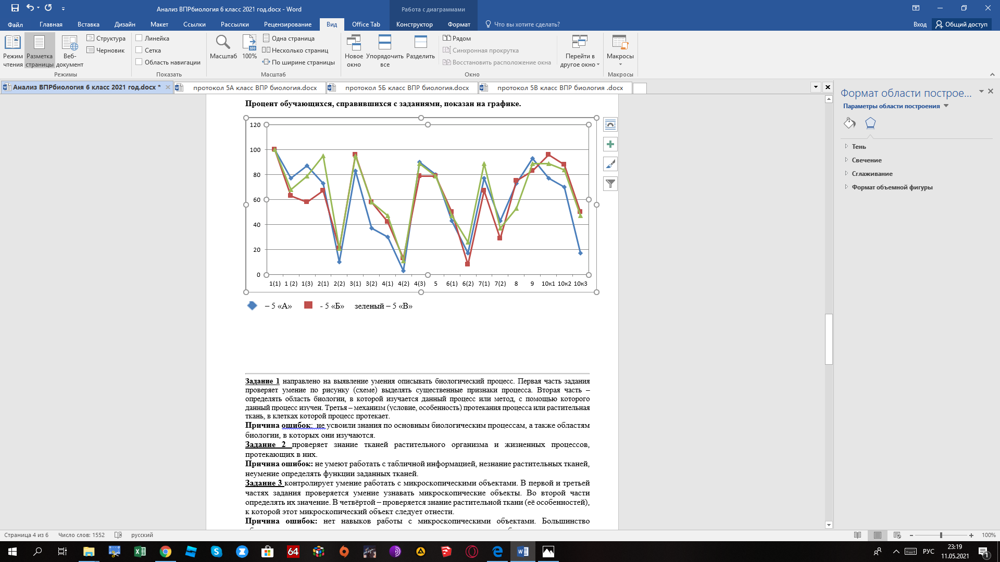 Анализ ВПРбиология 6 класс 2021 год.docx - Word
Работа с диаграммами
Файл Главная Вставка Дизайн Макет Ссылки Рассылки Рецензирование Вид Office Tab Конструктор Формат Что вы хотите сделать? Вход Общий доступ
Режим чтения
Разметка страницы
Веб-документ
Структура
Черновик
Режимы
Линейка
Сетка
Область навигации
Показать
Масштаб
100
100%
Одна страница
Несколько страниц
По ширине страницы
Масштаб
Новое окно
Упорядочить все
Разделить
Рядом
Синхронная прокрутка
Восстановить расположение окна
Перейти в другое окно
Окно
Макросы
Макросы
Анализ ВПРбиология 6 класс 2021 год.docx *
протокол 5А класс ВПР биология.docx
протокол 5Б класс ВПР биология.docx
протокол 5В класс ВПР биология .docx
Процент обучающихся, справившихся с заданиями, показан на графике.
120
100
80
60
40
20
0
1(1) 1 (2) 1(3) 2(1) 2(2) 3(1) 3(2) 4(1) 4(2) 4(3) 5 6(1) 6(2) 7(1) 7(2) 8 9 10к1 10к2 10к3
– 5 «А» - 5 «Б» зеленый – 5 «В»
Задание 1 направлено на выявление умения описывать биологический процесс. Первая часть задания
проверяет умение по рисунку (схеме) выделять существенные признаки процесса. Вторая часть –
определять область биологии, в которой изучается данный процесс или метод, с помощью которого
данный процесс изучен. Третья – механизм (условие, особенность) протекания процесса или растительная
ткань, в клетках которой процесс протекает.
Причина ошибок: не усвоили знания по основным биологическим процессам, а также областям
биологии, в которых они изучаются.
Задание 2 проверяет знание тканей растительного организма и жизненных процессов,
протекающих в них.
Причина ошибок: не умеют работать с табличной информацией, незнание растительных тканей,
неумение определять функции заданных тканей.
Задание 3 контролирует умение работать с микроскопическими объектами. В первой и третьей
частях задания проверяется умение узнавать микроскопические объекты. Во второй части
определять их значение. В четвёртой – проверяется знание растительной ткани (её особенностей),
к которой этот микроскопический объект следует отнести.
Причина ошибок: нет навыков работы с микроскопическими объектами. Большинство
Формат области построе...
Параметры области построения
Тень
Свечение
Сглаживание
Формат объемной фигуры
Страница 4 из 6 Число слов: 1552 русский 100%
64
РУС
23:19
11.05.2021
1